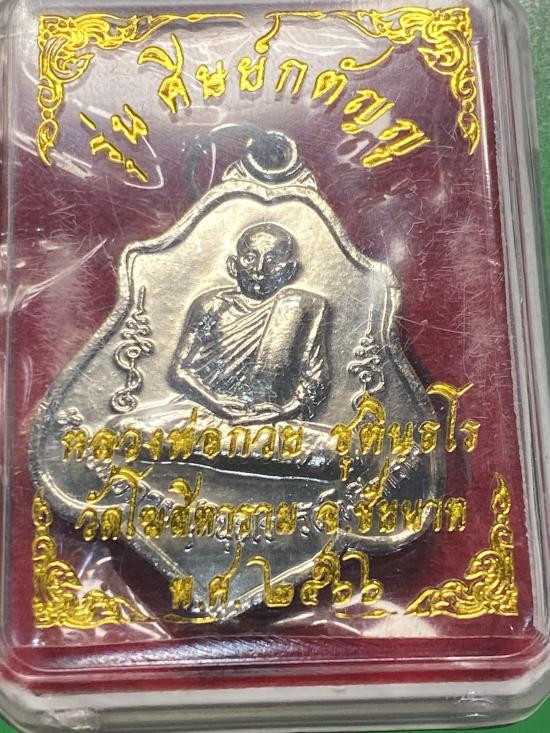 รุ่น ศิษย์กตัญญู
หลวงพ่อกวย ชุตินฺธโร
วัดโฆสิตาราม จ.ชัยนาท
พ.ศ. ๒๕๖๖